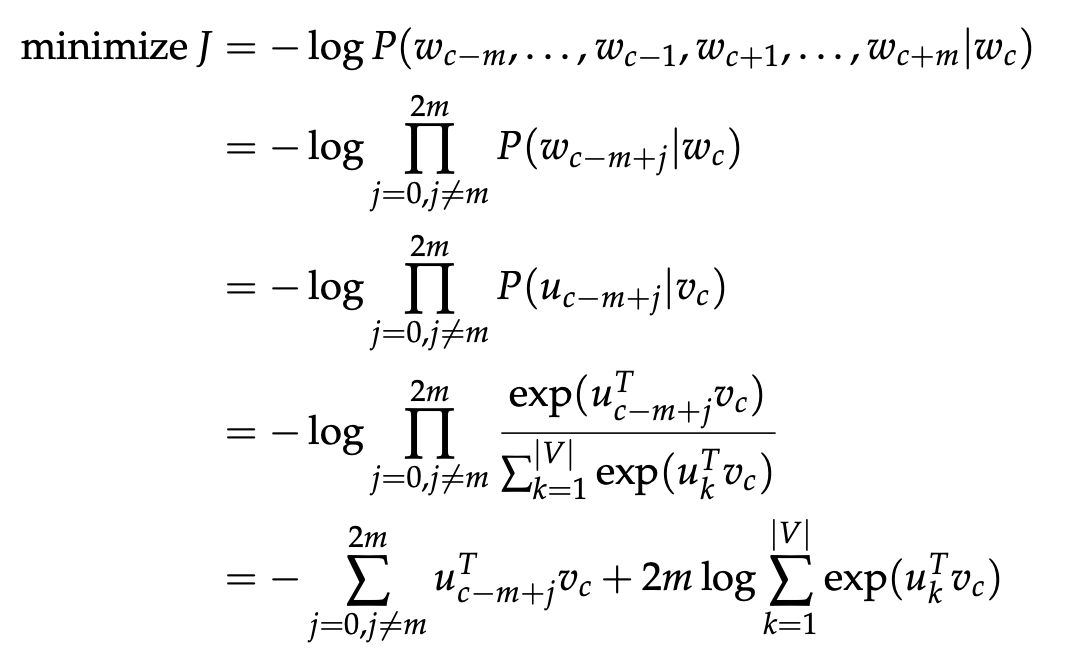 minimize J = − log P(w_{c−m}, . . . , w_{c−1}, w_{c+1}, . . . , w_{c+m}|w_c)
= − log ∏_{j=0,j≠m}^{2m} P(w_{c−m+j}|w_c)
= − log ∏_{j=0,j≠m}^{2m} P(u_{c−m+j}|v_c)
= − log ∏_{j=0,j≠m}^{2m} \frac{exp(u_{c−m+j}^T v_c)}{∑_{k=1}^{|V|} exp(u_k^T v_c)}
= − ∑_{j=0,j≠m}^{2m} u_{c−m+j}^T v_c + 2m log ∑_{k=1}^{|V|} exp(u_k^T v_c)